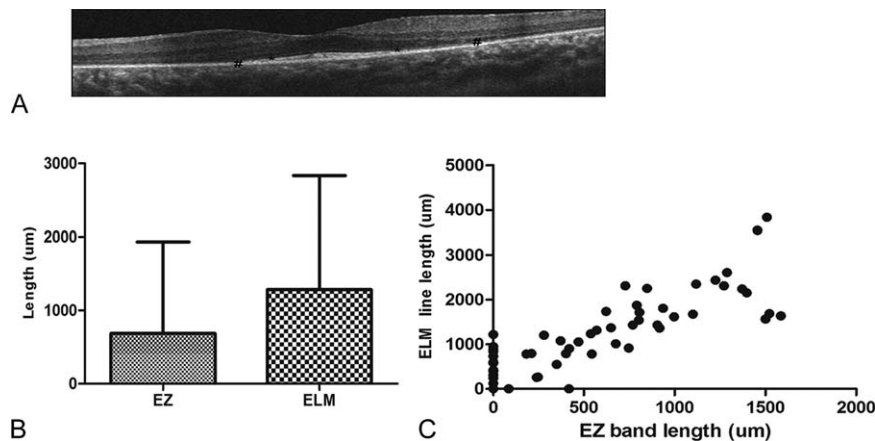 # * * #
A
3000
2000
1000
0
Length (um)
EZ ELM
B
5000
4000
3000
2000
1000
0
ELM line length (um)
0 500 1000 1500 2000
EZ band length (um)
C